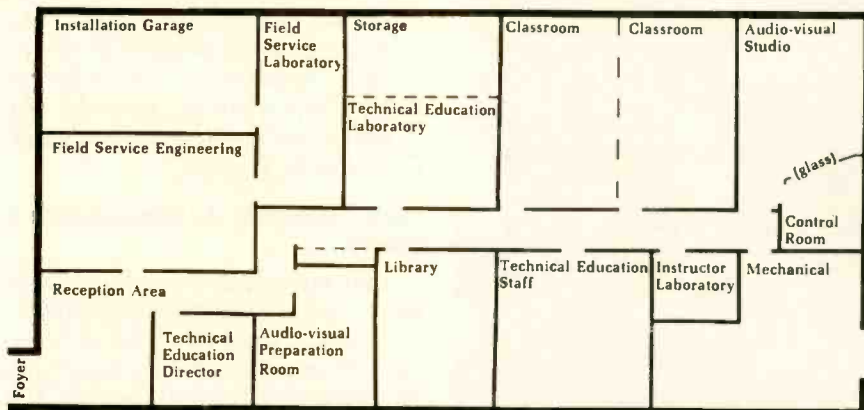 Installation Garage
Field
Service
Laboratory
Storage
Classroom
Classroom
Audio-visual
Studio
Technical Education
Laboratory
Field Service Engineering
(glass)
Control
Room
Reception Area
Library
Technical Education
Staff
Instructor
Laboratory
Mechanical
Technical
Education
Director
Audio-visual
Preparation
Room
Foyer